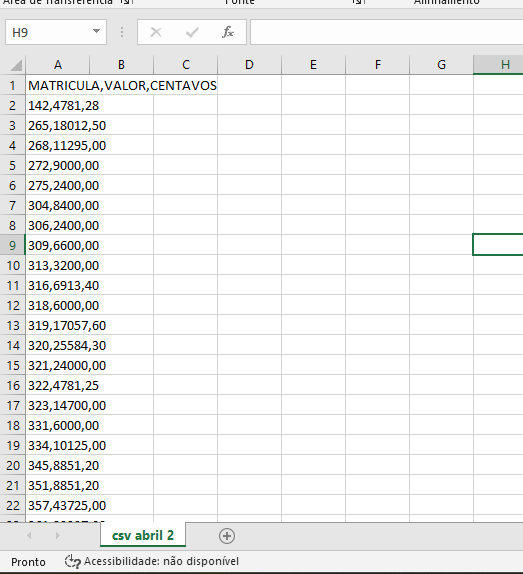 Área de Transferência
Fonte
Alinhamento
H9
fx
A B C D E F G H
1 MATRICULA,VALOR,CENTAVOS
2 142,4781,28
3 265,18012,50
4 268,11295,00
5 272,9000,00
6 275,2400,00
7 304,8400,00
8 306,2400,00
9 309,6600,00
10 313,3200,00
11 316,6913,40
12 318,6000,00
13 319,17057,60
14 320,25584,30
15 321,24000,00
16 322,4781,25
17 323,14700,00
18 331,6000,00
19 334,10125,00
20 345,8851,20
21 351,8851,20
22 357,43725,00
csv abril 2
Pronto
Acessibilidade: não disponível